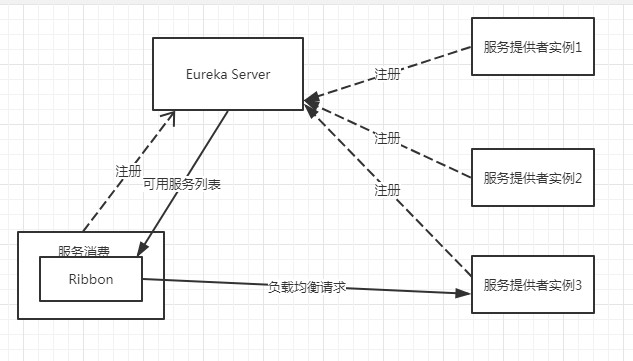 服务提供者实例1
Eureka Server
注册
注册
服务提供者实例2
注册
可用服务列表
注册
服务消费
Ribbon
负载均衡请求
服务提供者实例3